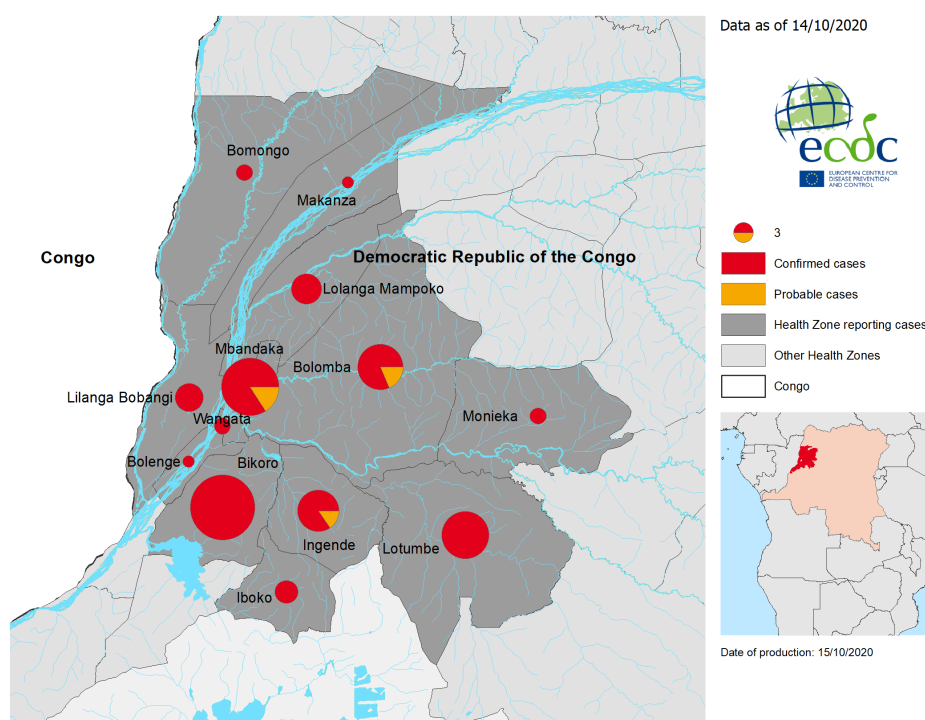 Data as of 14/10/2020
ecdc
EUROPEAN CENTRE FOR
DISEASE PREVENTION
AND CONTROL
Bomongo
Makanza
Congo
Democratic Republic of the Congo
Lolanga Mampoko
Mbandaka
Bolomba
Lilanga Bobangi
Wangata
Monieka
Bolenge
Bikoro
Ingende
Lotumbe
Iboko
3
Confirmed cases
Probable cases
Health Zone reporting cases
Other Health Zones
Congo
Date of production: 15/10/2020